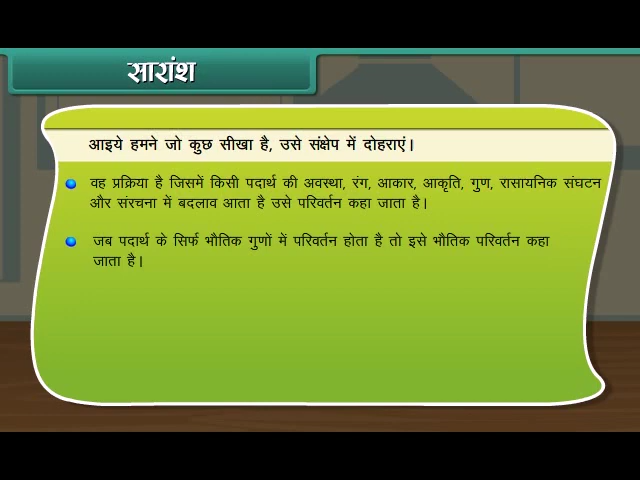 सारांश
आइये हमने जो कुछ सीखा है, उसे संक्षेप में दोहराएं।
वह प्रक्रिया है जिसमें किसी पदार्थ की अवस्था, रंग, आकार, आकृति, गुण, रासायनिक संघटन
और संरचना में बदलाव आता है उसे परिवर्तन कहा जाता है।
जब पदार्थ के सिर्फ भौतिक गुणों में परिवर्तन होता है तो इसे भौतिक परिवर्तन कहा
जाता है।